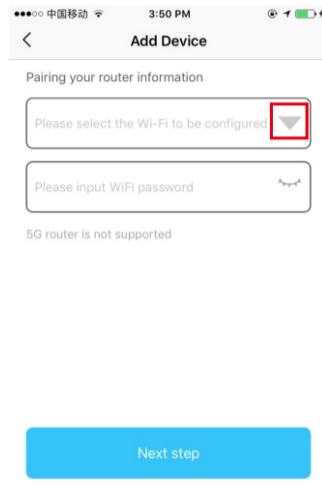 中国移动 3:50 PM
Add Device
Pairing your router information
Please select the Wi-Fi to be configured
Please input WiFi password
5G router is not supported
Next step